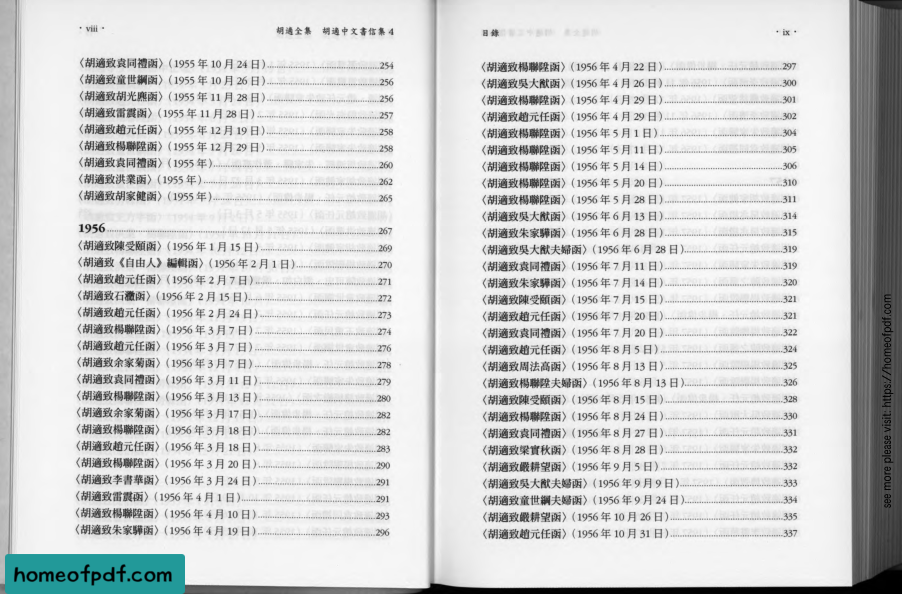 · viii ·
胡適全集 胡適中文書信集 4
〈胡適致袁同禮函〉(1955 年 10 月 24 日)........254
〈胡適致童世綱函〉(1955 年 10 月 26 日)........256
〈胡適致胡光麃函〉(1955 年 11 月 28 日)........256
〈胡適致雷震函〉(1955 年 11 月 28 日)........257
〈胡適致趙元任函〉(1955 年 12 月 19 日)........258
〈胡適致楊聯陞函〉(1955 年 12 月 29 日)........258
〈胡適致袁同禮函〉(1955 年)........260
〈胡適致洪業函〉(1955 年)........262
〈胡適致胡家健函〉(1955 年)........265
1956........267
〈胡適致陳受頤函〉(1956 年 1 月 15 日)........269
〈胡適致《自由人》編輯函〉(1956 年 2 月 1 日)........270
〈胡適致趙元任函〉(1956 年 2 月 7 日)........271
〈胡適致石讓函〉(1956 年 2 月 15 日)........272
〈胡適致趙元任函〉(1956 年 2 月 24 日)........273
〈胡適致楊聯陞函〉(1956 年 3 月 7 日)........274
〈胡適致趙元任函〉(1956 年 3 月 7 日)........276
〈胡適致余家菊函〉(1956 年 3 月 7 日)........278
〈胡適致袁同禮函〉(1956 年 3 月 11 日)........279
〈胡適致楊聯陞函〉(1956 年 3 月 13 日)........280
〈胡適致余家菊函〉(1956 年 3 月 17 日)........282
〈胡適致楊聯陞函〉(1956 年 3 月 18 日)........282
〈胡適致趙元任函〉(1956 年 3 月 18 日)........283
〈胡適致楊聯陞函〉(1956 年 3 月 20 日)........290
〈胡適致李書華函〉(1956 年 3 月 24 日)........291
〈胡適致雷震函〉(1956 年 4 月 1 日)........291
〈胡適致楊聯陞函〉(1956 年 4 月 10 日)........293
〈胡適致朱家驊函〉(1956 年 4 月 19 日)........296
目錄
· ix ·
〈胡適致楊聯陞函〉(1956 年 4 月 22 日)........297
〈胡適致吳大猷函〉(1956 年 4 月 26 日)........300
〈胡適致楊聯陞函〉(1956 年 4 月 29 日)........301
〈胡適致趙元任函〉(1956 年 4 月 29 日)........302
〈胡適致楊聯陞函〉(1956 年 5 月 1 日)........304
〈胡適致楊聯陞函〉(1956 年 5 月 11 日)........305
〈胡適致楊聯陞函〉(1956 年 5 月 14 日)........306
〈胡適致楊聯陞函〉(1956 年 5 月 20 日)........310
〈胡適致楊聯陞函〉(1956 年 5 月 28 日)........311
〈胡適致吳大猷函〉(1956 年 6 月 13 日)........314
〈胡適致朱家驊函〉(1956 年 6 月 28 日)........315
〈胡適致吳大猷夫婦函〉(1956 年 6 月 28 日)........319
〈胡適致袁同禮函〉(1956 年 7 月 11 日)........319
〈胡適致朱家驊函〉(1956 年 7 月 14 日)........320
〈胡適致陳受頤函〉(1956 年 7 月 15 日)........321
〈胡適致趙元任函〉(1956 年 7 月 20 日)........321
〈胡適致袁同禮函〉(1956 年 7 月 20 日)........322
〈胡適致趙元任函〉(1956 年 8 月 5 日)........324
〈胡適致周法高函〉(1956 年 8 月 13 日)........325
〈胡適致楊聯陞夫婦函〉(1956 年 8 月 13 日)........326
〈胡適致陳受頤函〉(1956 年 8 月 15 日)........328
〈胡適致楊聯陞函〉(1956 年 8 月 24 日)........330
〈胡適致袁同禮函〉(1956 年 8 月 27 日)........331
〈胡適致梁實秋函〉(1956 年 8 月 28 日)........332
〈胡適致嚴耕望函〉(1956 年 9 月 5 日)........332
〈胡適致吳大猷夫婦函〉(1956 年 9 月 9 日)........333
〈胡適致童世綱夫婦函〉(1956 年 9 月 24 日)........334
〈胡適致嚴耕望函〉(1956 年 10 月 26 日)........335
〈胡適致趙元任函〉(1956 年 10 月 31 日)........337
see more please visit: https://homeofpdf.com
homeofpdf.com